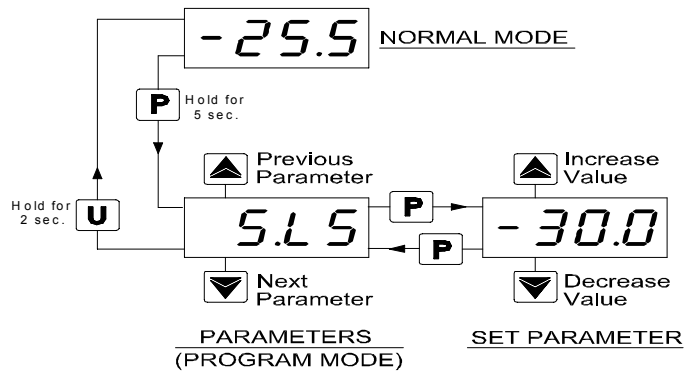 -25.5
NORMAL MODE
P
Hold for
5 sec.
Previous
Parameter
Increase
Value
Hold for
2 sec.
U
S.LS
P
P
-30.0
Next
Parameter
Decrease
Value
PARAMETERS
(PROGRAM MODE)
SET PARAMETER